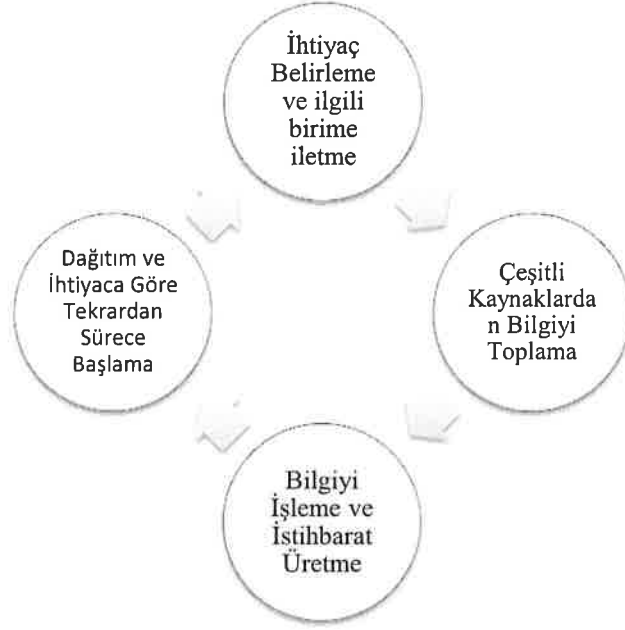 İhtiyaç
Belirleme
ve ilgili
birime
iletme
Çeşitli
Kaynaklarda
n Bilgiyi
Toplama
Bilgiyi
İşleme ve
İstihbarat
Üretme
Dağıtım ve
İhtiyaca Göre
Tekrardan
Sürece
Başlama